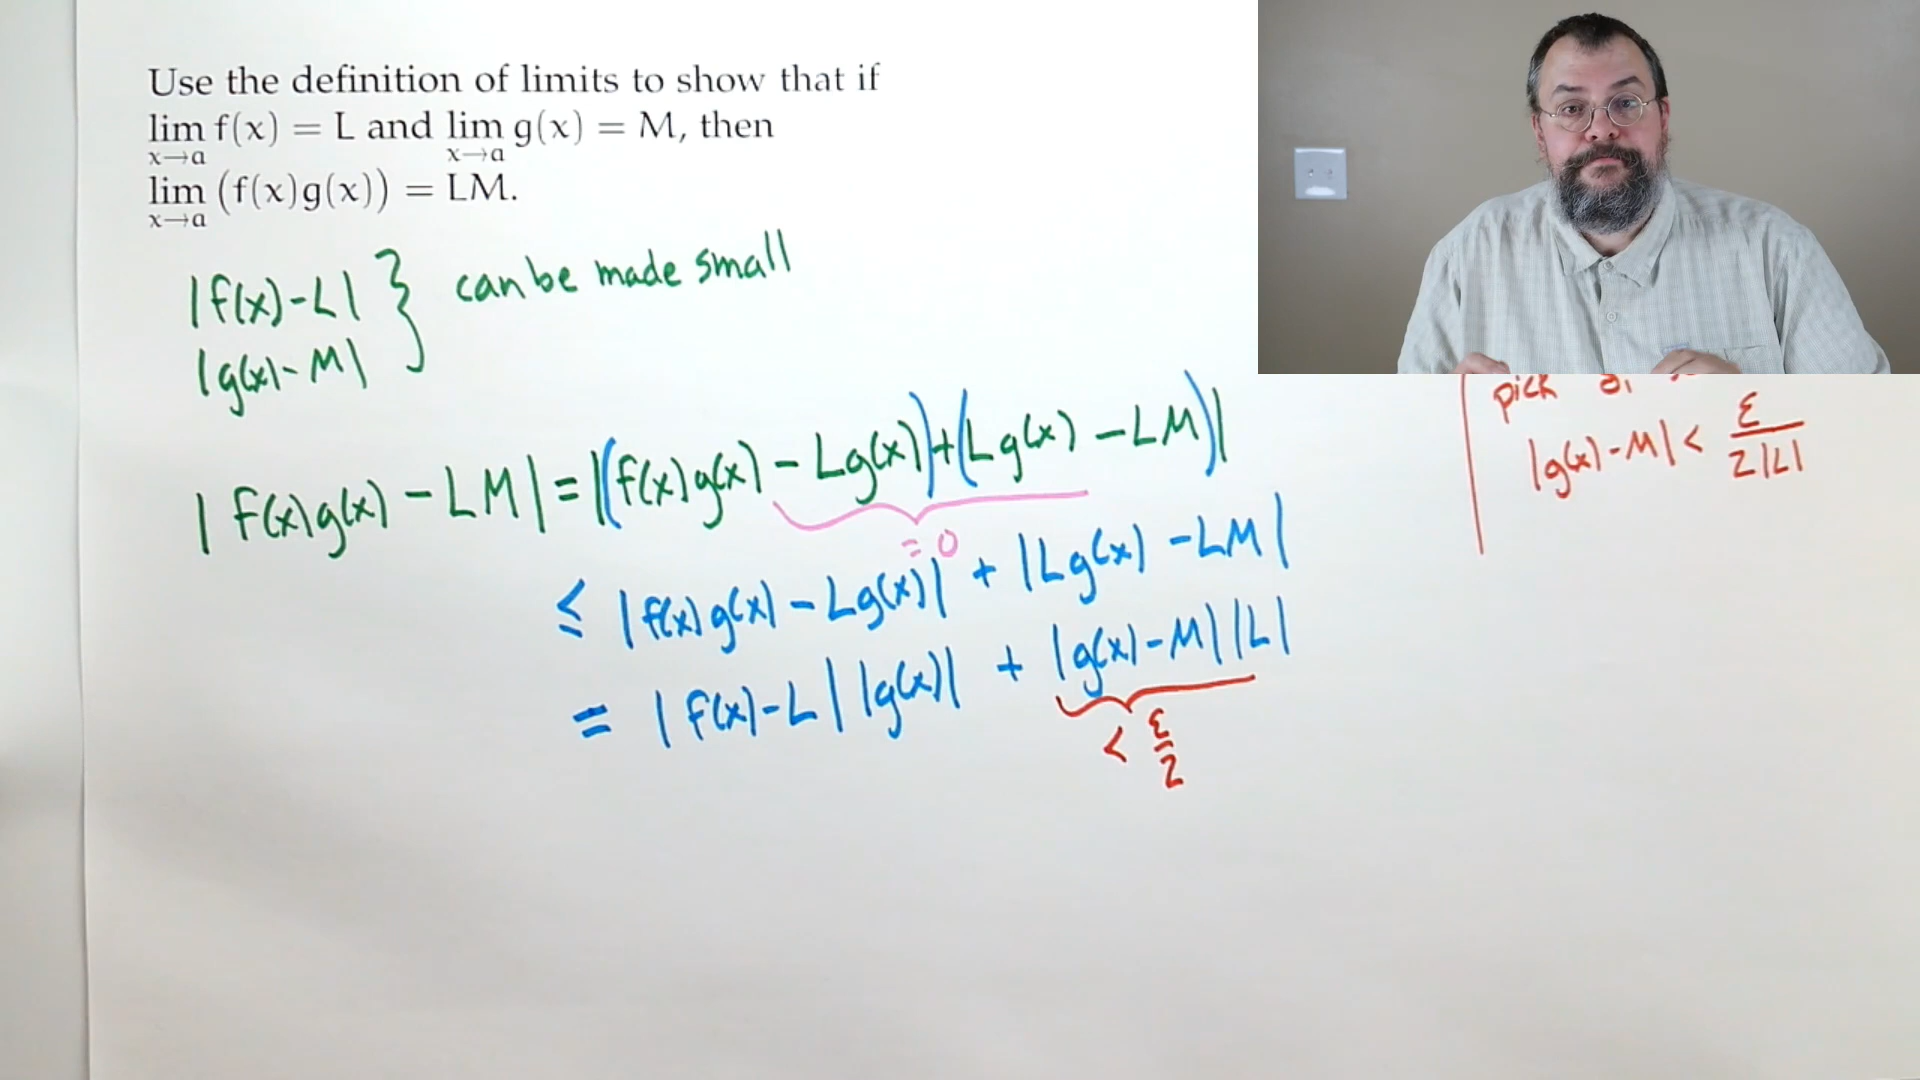 Use the definition of limits to show that if
lim f(x) = L and lim g(x) = M, then
x→a x→a
lim (f(x)g(x)) = LM.
x→a
|f(x)-L| } can be made small
|g(x)-M|
pick δ₁
|g(x)-M| < ε/2|L|
|f(x)g(x) - LM| = |(f(x)g(x) - Lg(x)) + (Lg(x) - LM)|
= 0
≤ |f(x)g(x) - Lg(x)| + |Lg(x) - LM|
= |f(x)-L| |g(x)| + |g(x)-M| |L|
< ε/2